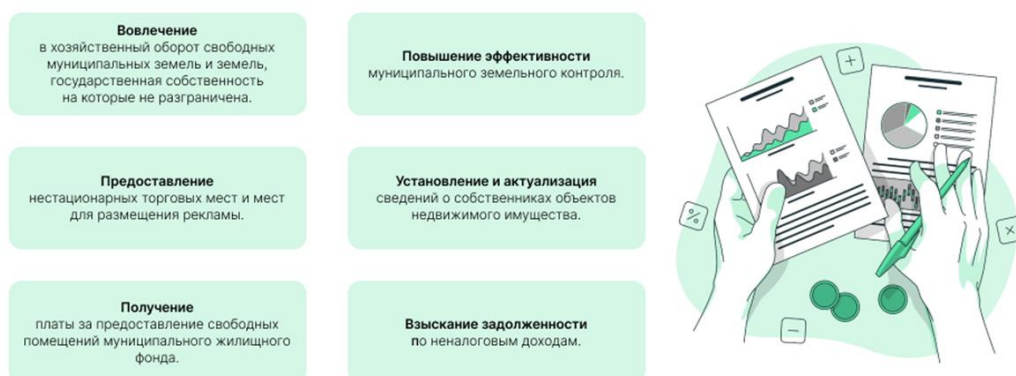 Вовлечение
в хозяйственный оборот свободных
муниципальных земель и земель,
государственная собственность
на которые не разграничена.
Повышение эффективности
муниципального земельного контроля.
Предоставление
нестационарных торговых мест и мест
для размещения рекламы.
Установление и актуализация
сведений о собственниках объектов
недвижимого имущества.
Получение
платы за предоставление свободных
помещений муниципального жилищного
фонда.
Взыскание задолженности
по неналоговым доходам.